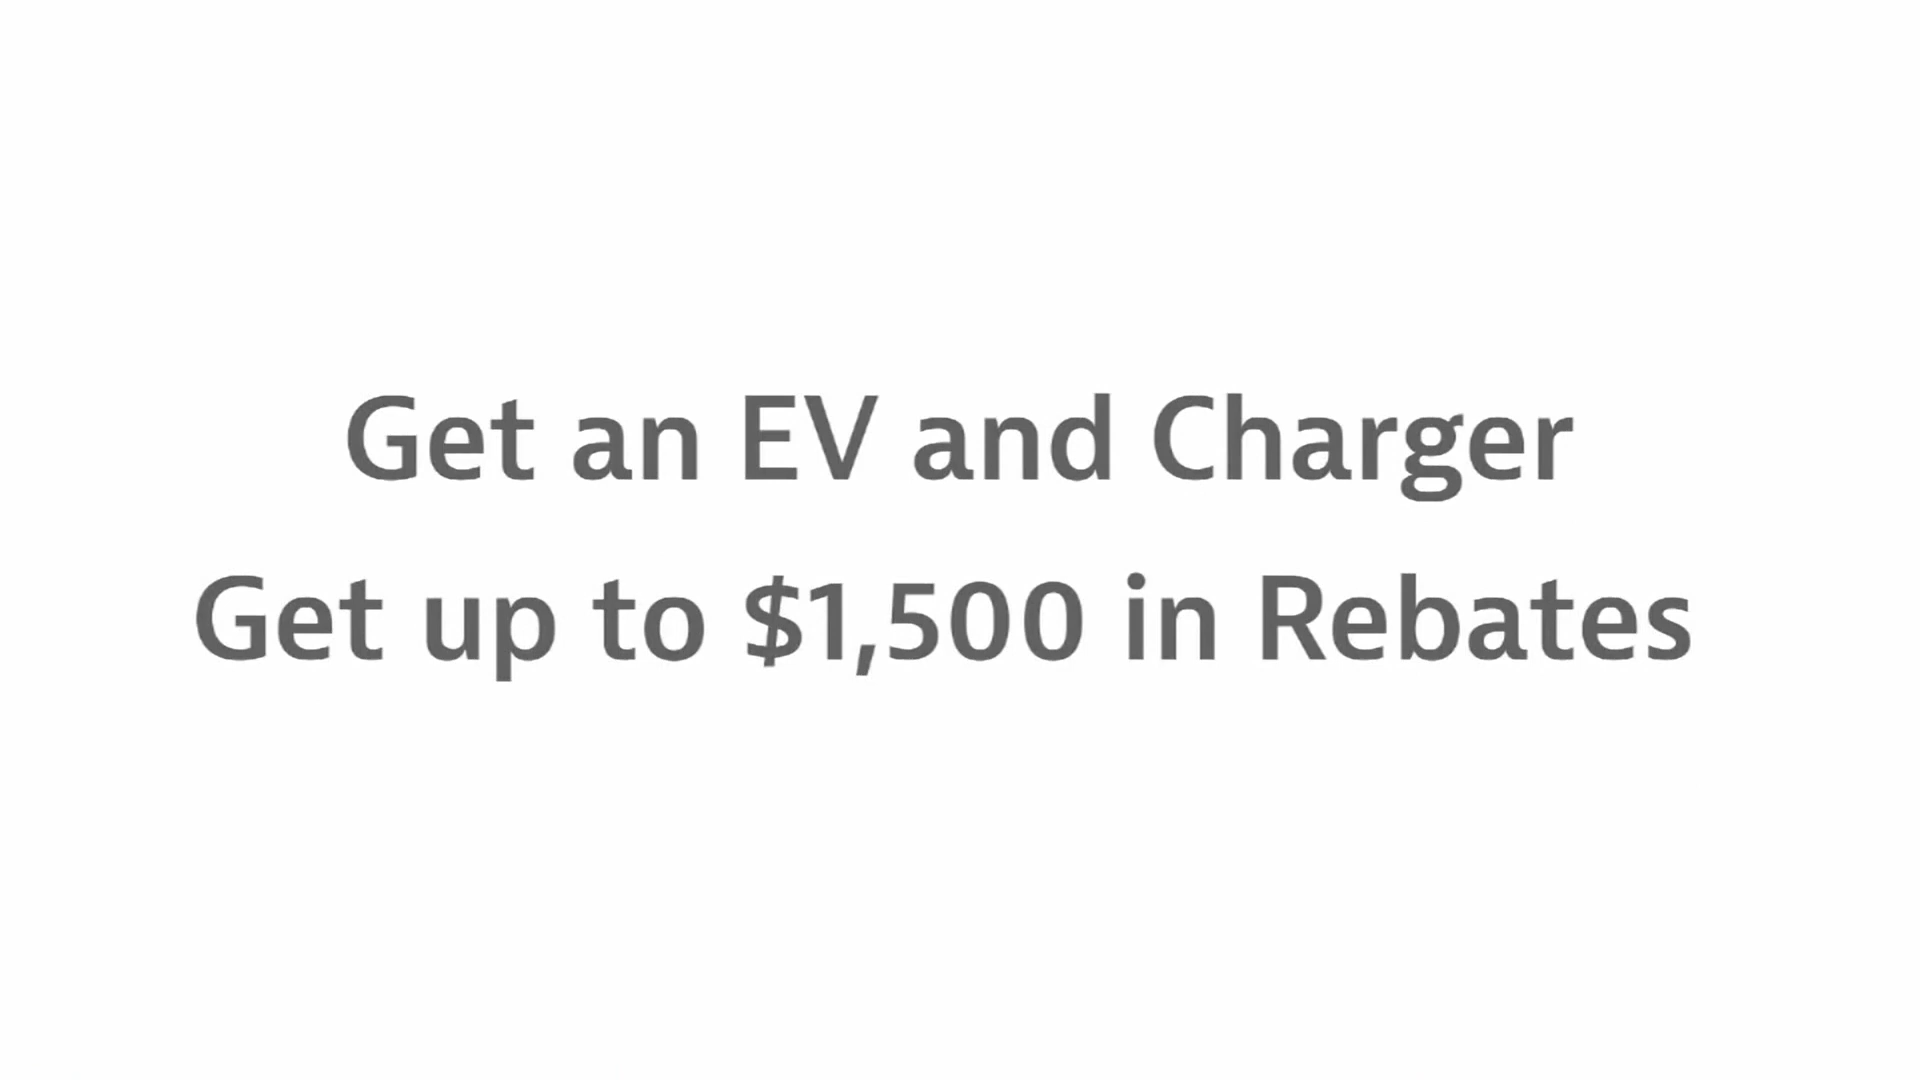 Get an EV and Charger
Get up to $1,500 in Rebates